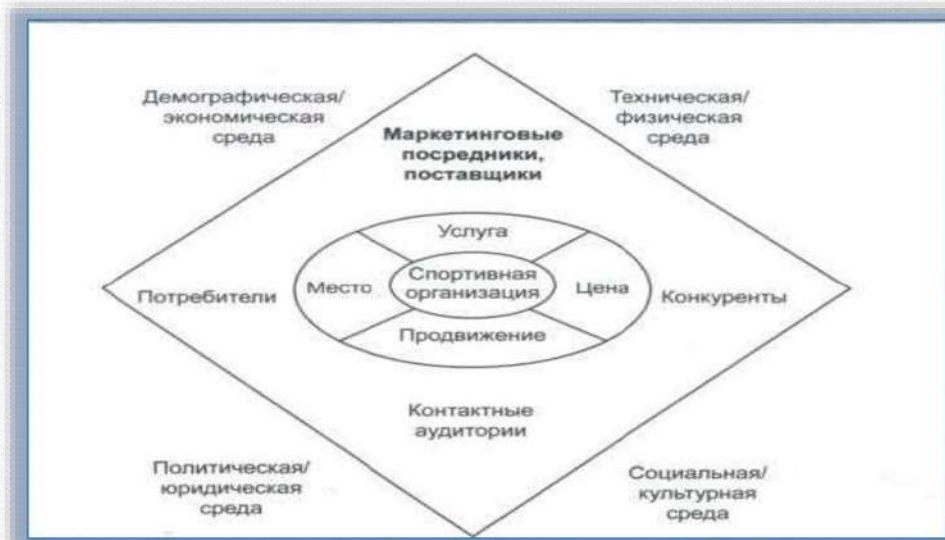 Демографическая/
экономическая
среда
Техническая/
физическая
среда
Маркетинговые
посредники,
поставщики
Услуга
Место
Спортивная
организация
Цена
Потребители
Конкуренты
Продвижение
Контактные
аудитории
Политическая/
юридическая
среда
Социальная/
культурная
среда